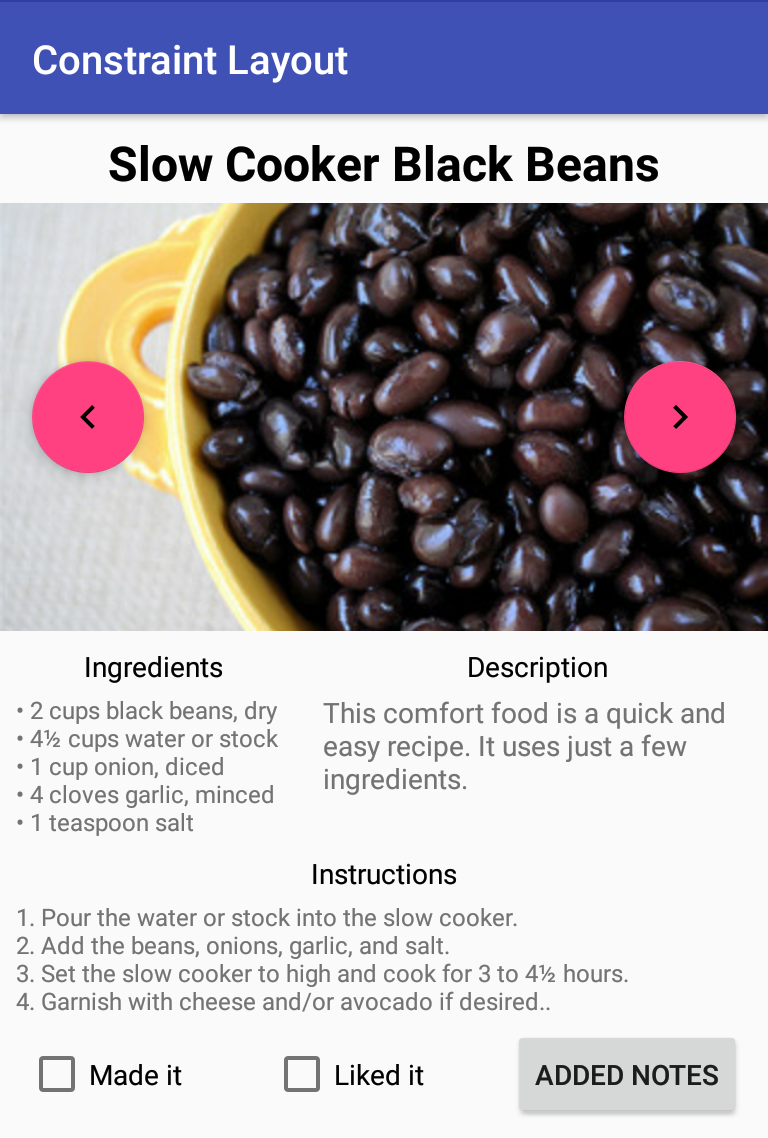 Constraint Layout
Slow Cooker Black Beans
Ingredients
• 2 cups black beans, dry
• 4½ cups water or stock
• 1 cup onion, diced
• 4 cloves garlic, minced
• 1 teaspoon salt
Description
This comfort food is a quick and
easy recipe. It uses just a few
ingredients.
Instructions
1. Pour the water or stock into the slow cooker.
2. Add the beans, onions, garlic, and salt.
3. Set the slow cooker to high and cook for 3 to 4½ hours.
4. Garnish with cheese and/or avocado if desired..
Made it
Liked it
ADDED NOTES